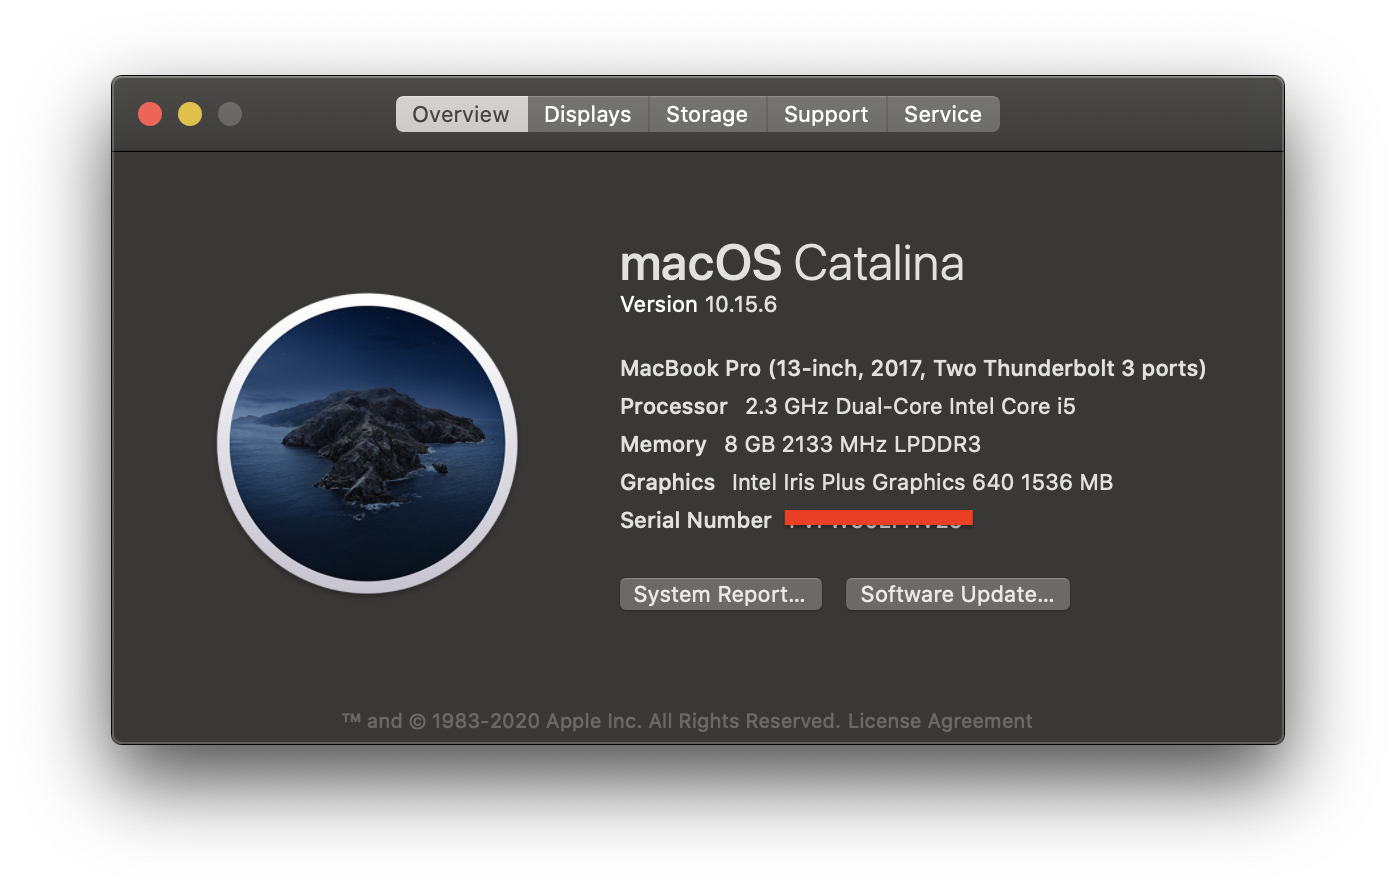 Overview Displays Storage Support Service
macOS Catalina
Version 10.15.6
MacBook Pro (13-inch, 2017, Two Thunderbolt 3 ports)
Processor 2.3 GHz Dual-Core Intel Core i5
Memory 8 GB 2133 MHz LPDDR3
Graphics Intel Iris Plus Graphics 640 1536 MB
Serial Number
System Report... Software Update...
™ and © 1983-2020 Apple Inc. All Rights Reserved. License Agreement